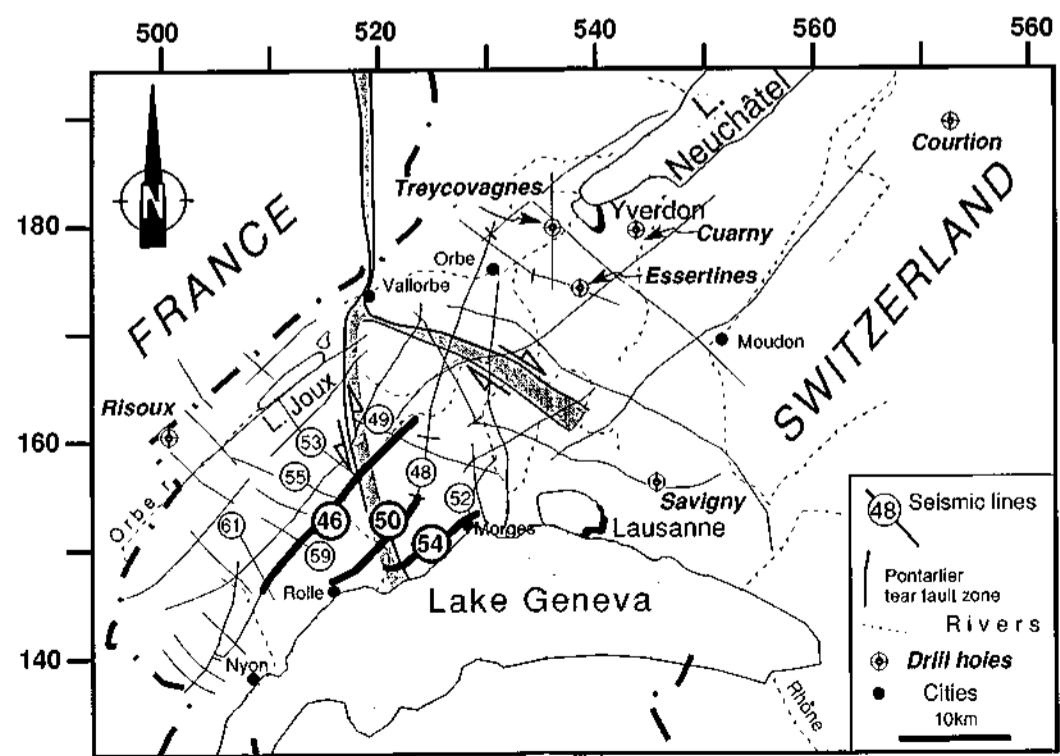 500 520 540 560 560
180
160
140
N
FRANCE
SWITZERLAND
L.
Neuchâtel
Courtion
Treycovagnes
Yverdon
Cuarny
Orbe
Essertines
Vallorbe
Moudon
L. Joux
Risoux
Orbe r.
49
53
48
55
52
61
46
50
54
59
Savigny
Morges
Lausanne
Rolle
Lake Geneva
Nyon
Rhône
48 Seismic lines
Pontarlier
tear fault zone
Rivers
Drill holes
Cities
10km